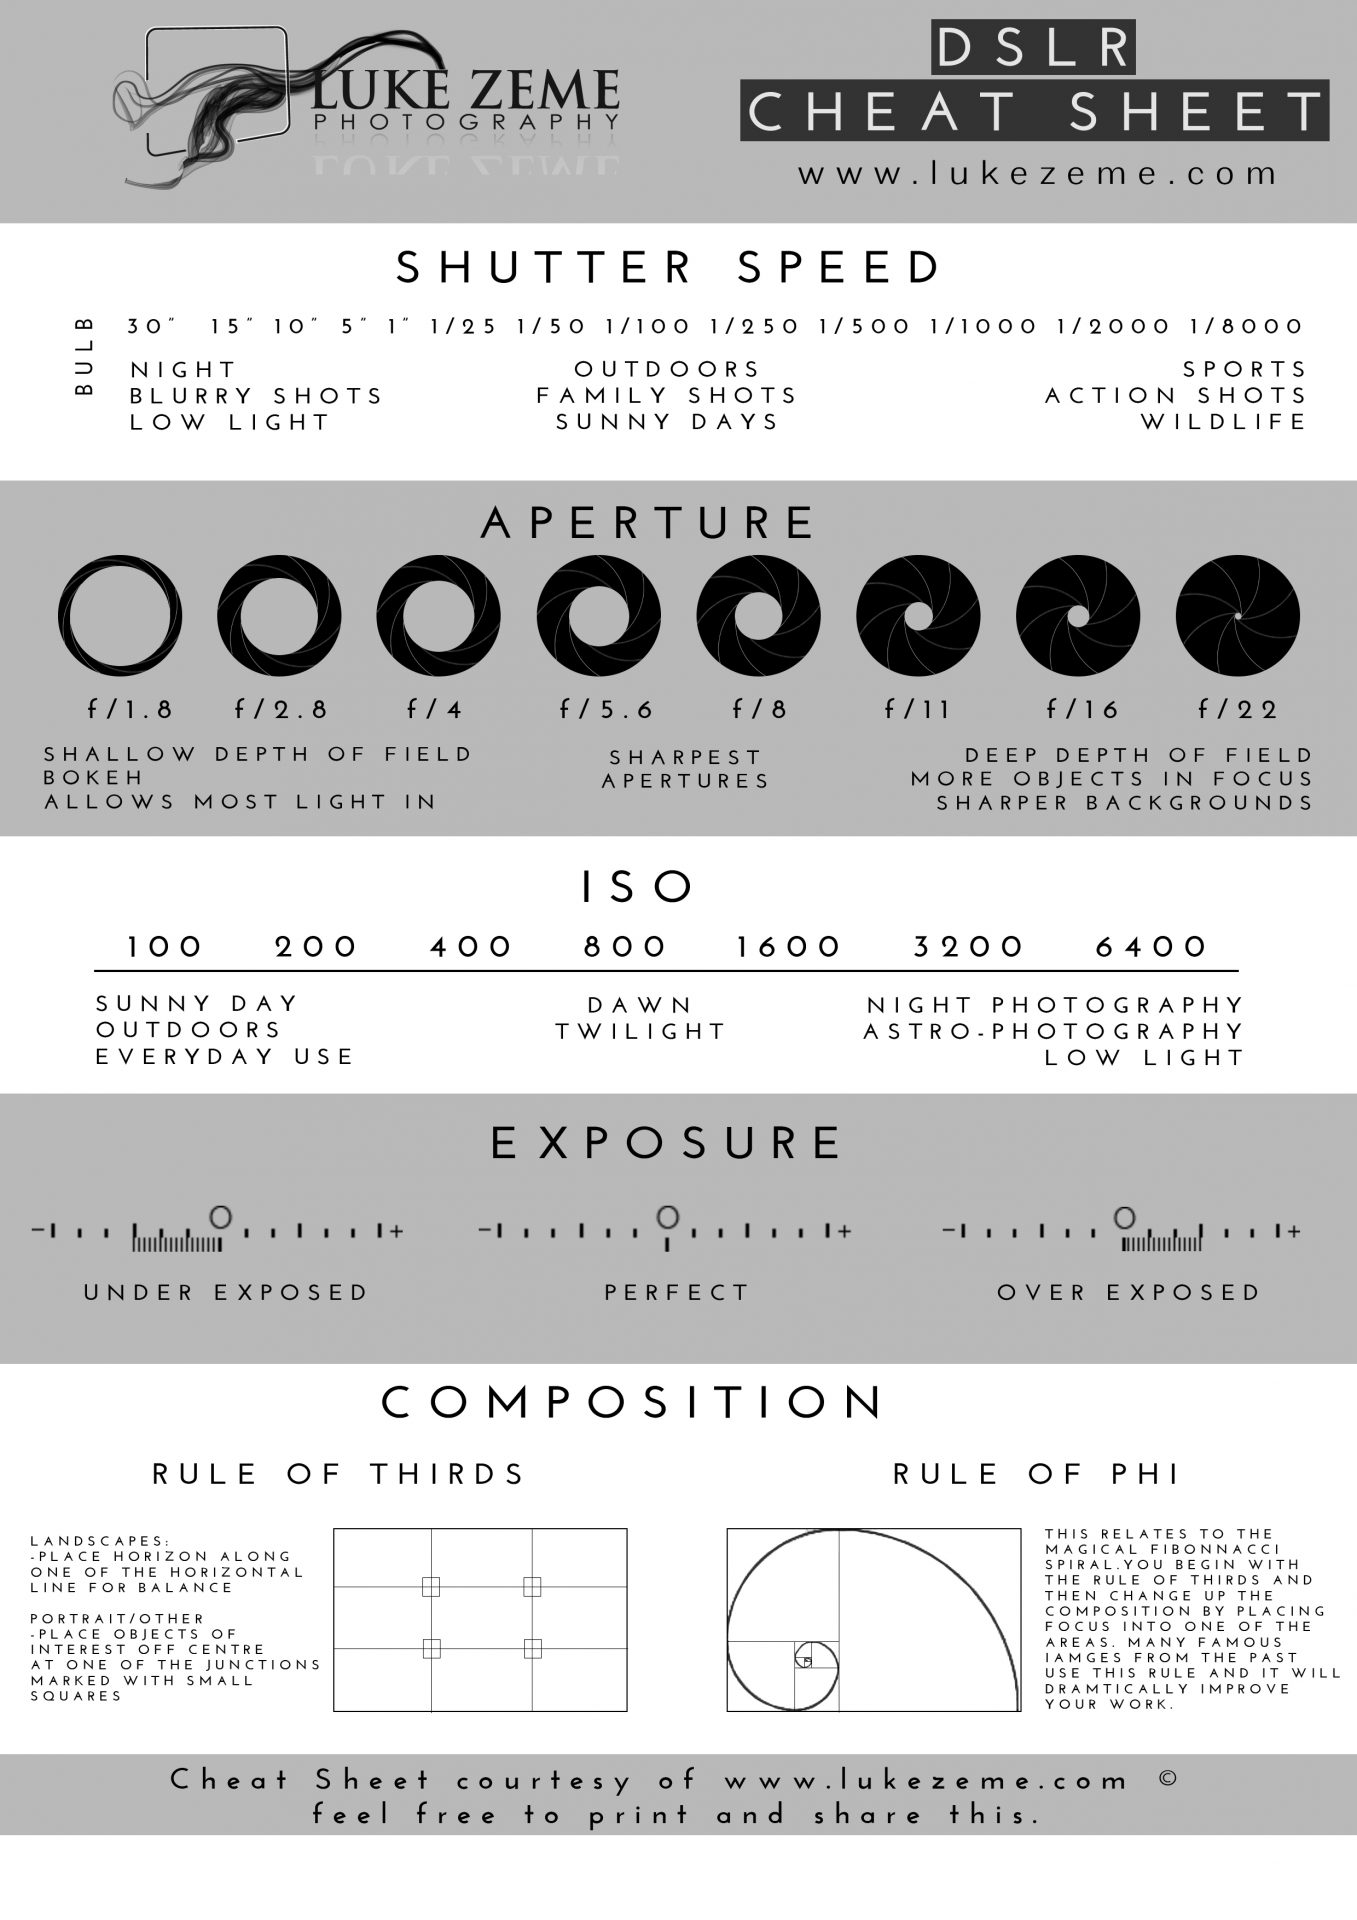 LUKE ZEME
PHOTOGRAPHY
DSLR
CHEAT SHEET
www.lukezeme.com
SHUTTER SPEED
BULB
30" 15" 10" 5" 1" 1/25 1/50 1/100 1/250 1/500 1/1000 1/2000 1/8000
NIGHT
BLURRY SHOTS
LOW LIGHT
OUTDOORS
FAMILY SHOTS
SUNNY DAYS
SPORTS
ACTION SHOTS
WILDLIFE
APERTURE
f/1.8 f/2.8 f/4 f/5.6 f/8 f/11 f/16 f/22
SHALLOW DEPTH OF FIELD
BOKEH
ALLOWS MOST LIGHT IN
SHARPEST
APERTURES
DEEP DEPTH OF FIELD
MORE OBJECTS IN FOCUS
SHARPER BACKGROUNDS
ISO
100 200 400 800 1600 3200 6400
SUNNY DAY
OUTDOORS
EVERYDAY USE
DAWN
TWILIGHT
NIGHT PHOTOGRAPHY
ASTRO-PHOTOGRAPHY
LOW LIGHT
EXPOSURE
- O +
- O +
- O +
UNDER EXPOSED
PERFECT
OVER EXPOSED
COMPOSITION
RULE OF THIRDS
LANDSCAPES:
-PLACE HORIZON ALONG
ONE OF THE HORIZONTAL
LINE FOR BALANCE
PORTRAIT/OTHER
-PLACE OBJECTS OF
INTEREST OFF CENTRE
AT ONE OF THE JUNCTIONS
MARKED WITH SMALL
SQUARES
RULE OF PHI
THIS RELATES TO THE
MAGICAL FIBONNACCI
SPIRAL.YOU BEGIN WITH
THE RULE OF THIRDS AND
THEN CHANGE UP THE
COMPOSITION BY PLACING
FOCUS INTO ONE OF THE
AREAS. MANY FAMOUS
IAMGES FROM THE PAST
USE THIS RULE AND IT WILL
DRAMTICALLY IMPROVE
YOUR WORK.
Cheat Sheet courtesy of www.lukezeme.com ©
feel free to print and share this.